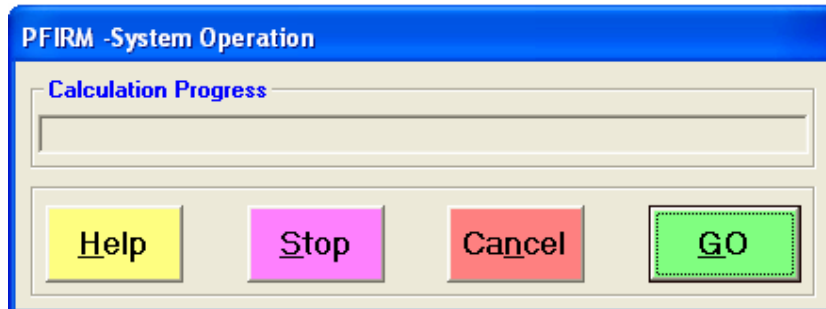 PFIRM -System Operation
Calculation Progress
Help Stop Cancel GO